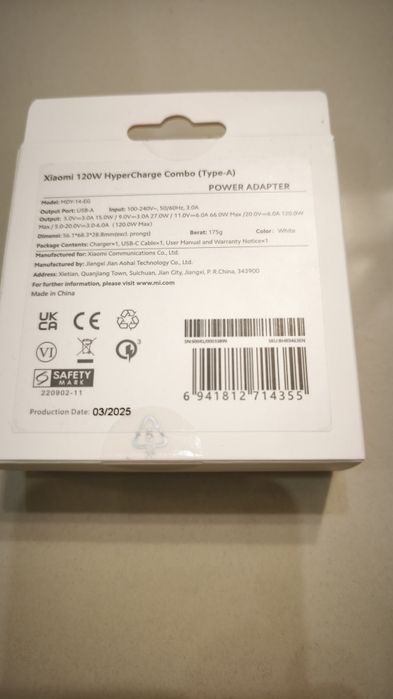 Xiaomi 120W HyperCharge Combo (Type-A)
POWER ADAPTER
Model: MDY-14-EG
Output Port: USB-A Input: 100-240V~, 50/60Hz, 3.0A
Output: 3.0V⎓3.0A 15.0W / 9.0V⎓3.0A 27.0W / 11.0V⎓6.0A 66.0W Max /20.0V⎓6.0A 120.0W
Max / 5.0-20.0V⎓3.0-6.0A (120.0W Max)
Dimensi: 56.1*68.3*28.8mm(excl. prongs) Berat: 175g Color: White
Package Contents: Charger×1, USB-C Cable×1, User Manual and Warranty Notice×1
Manufactured for: Xiaomi Communications Co., Ltd.
Manufactured by: Jiangxi Jian Aohai Technology Co., Ltd.
Address: Xietian, Quanjiang Town, Suichuan, Jian City, Jiangxi, P. R.China, 343900
For further information, please visit www.mi.com
Made in China
UK
CA CE
VI 3
S SAFETY
MARK
220902-11
6 941812 714355
Production Date: 03/2025